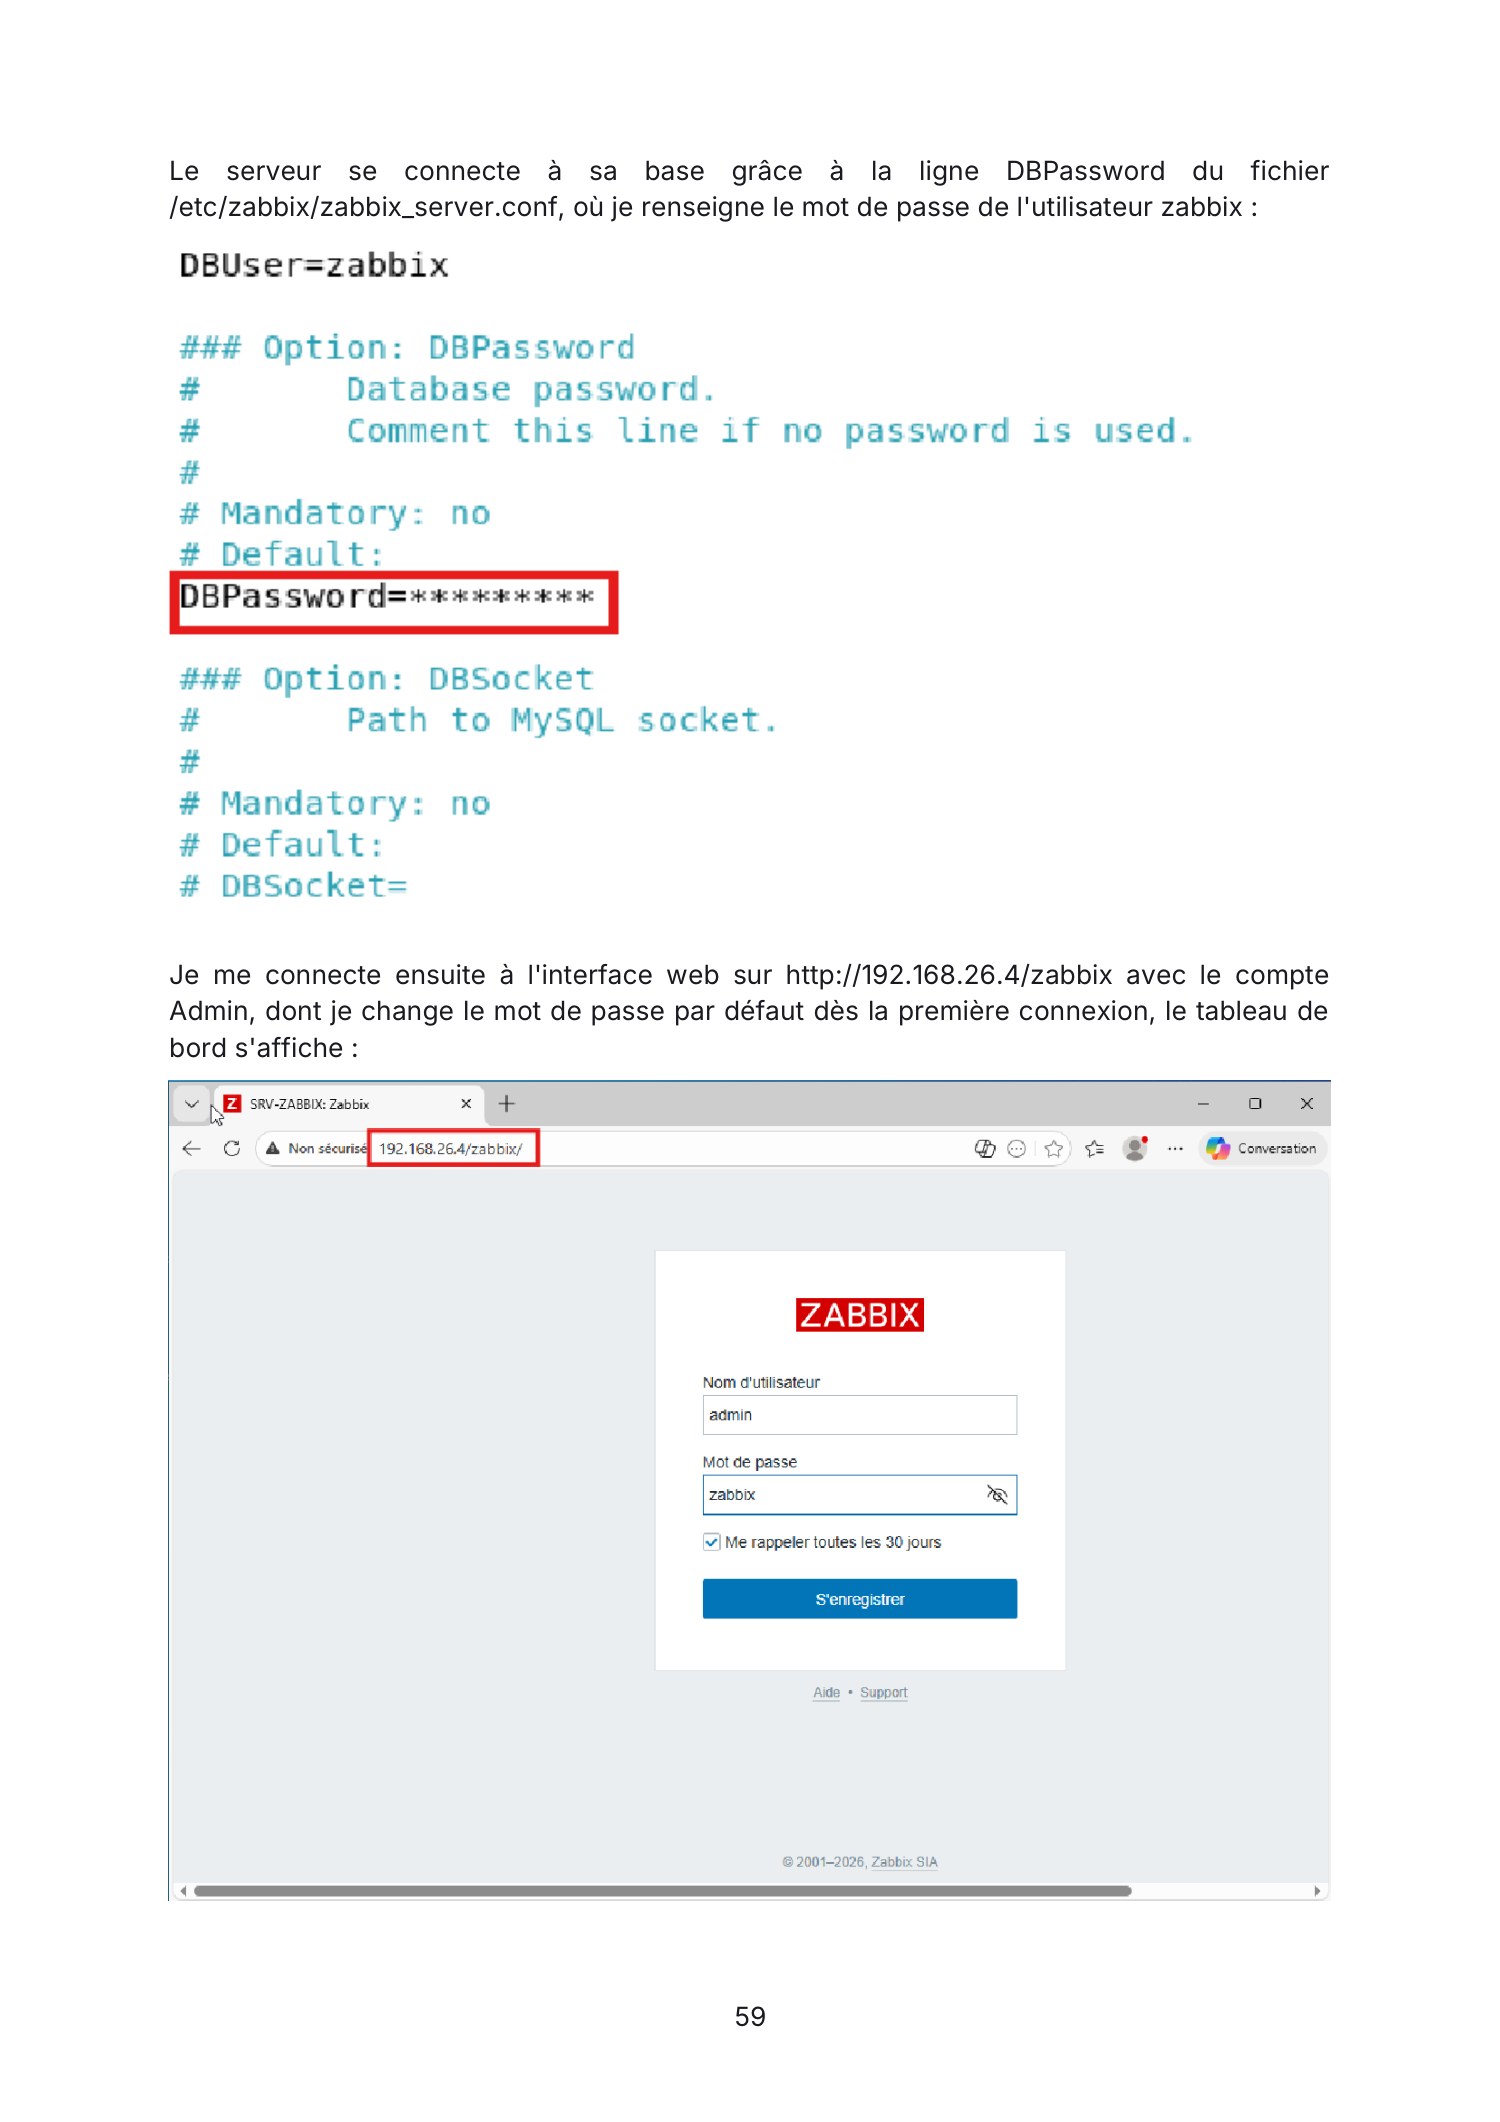 Le serveur se connecte à sa base grâce à la ligne DBPassword du fichier
/etc/zabbix/zabbix_server.conf, où je renseigne le mot de passe de l'utilisateur zabbix :
DBUser=zabbix
### Option: DBPassword
#       Database password.
#       Comment this line if no password is used.
#
# Mandatory: no
# Default:
DBPassword=*********
### Option: DBSocket
#       Path to MySQL socket.
#
# Mandatory: no
# Default:
# DBSocket=
Je me connecte ensuite à l'interface web sur http://192.168.26.4/zabbix avec le compte
Admin, dont je change le mot de passe par défaut dès la première connexion, le tableau de
bord s'affiche :
Z SRV-ZABBIX: Zabbix
Non sécurisé 192.168.26.4/zabbix/ Conversation
ZABBIX
Nom d'utilisateur
admin
Mot de passe
zabbix
Me rappeler toutes les 30 jours
S'enregistrer
Aide • Support
© 2001–2026, Zabbix SIA
59